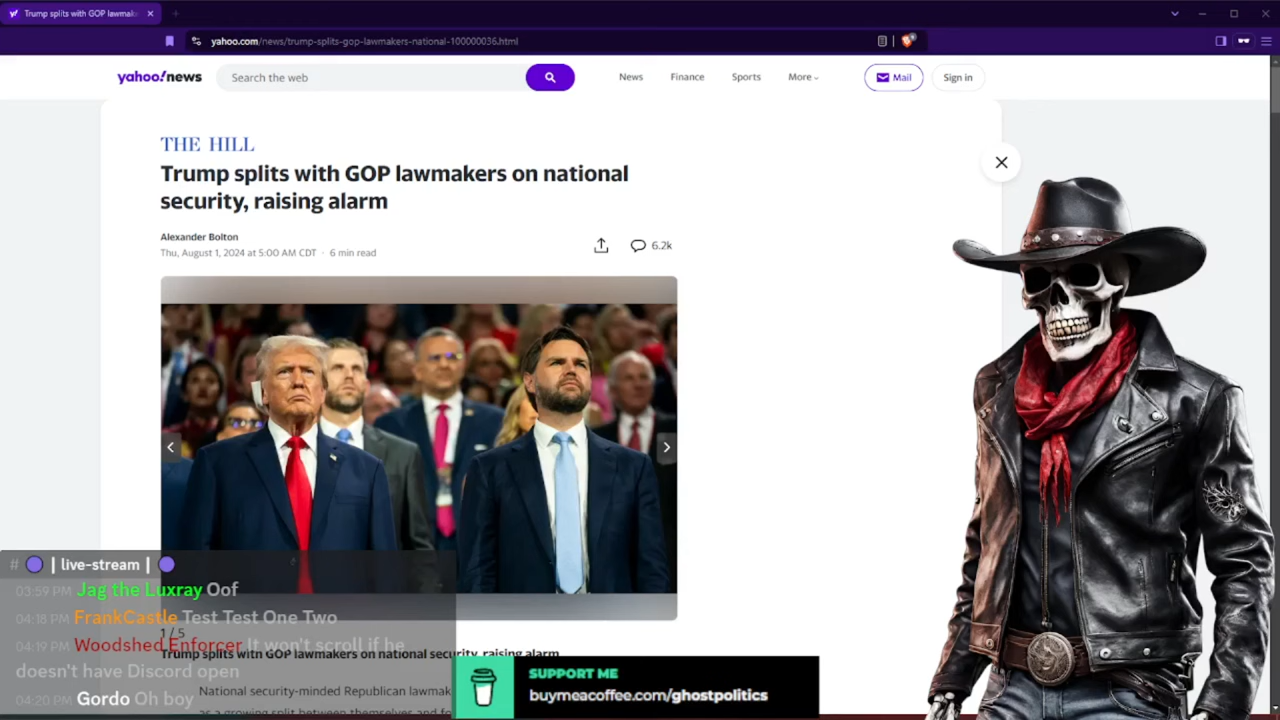 Trump splits with GOP lawmak
yahoo.com/news/trump-splits-gop-lawmakers-national-100000036.html
yahoo!news
Search the web
News
Finance
Sports
More
Mail
Sign in
THE HILL
Trump splits with GOP lawmakers on national
security, raising alarm
Alexander Bolton
Thu, August 1, 2024 at 5:00 AM CDT · 6 min read
6.2k
# | live-stream |
03:59 PM Jag the Luxray Oof
04:18 PM FrankCastle Test Test One Two
1 / 5
04:19 PM Woodshed Enforcer It won't scroll if he
doesn't have Discord open
Trump splits with GOP lawmakers on national security, raising alarm
04:20 PM Gordo Oh boy
National security-minded Republican lawmak
as a growing split between themselves and
SUPPORT ME
buymeacoffee.com/ghostpolitics